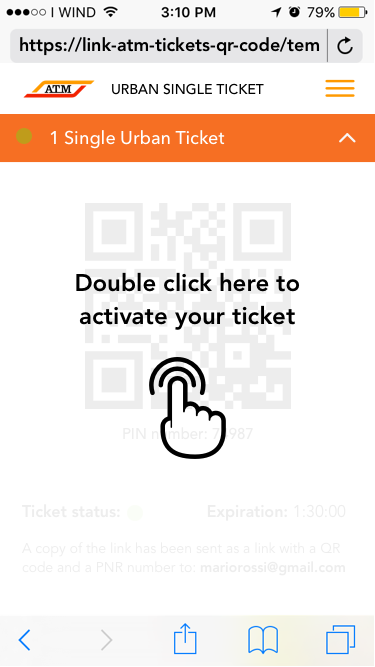 I WIND 3:10 PM 79%
https://link-atm-tickets-qr-code/tem
ATM URBAN SINGLE TICKET
1 Single Urban Ticket
Double click here to
activate your ticket
PIN number: 987
Ticket status: Expiration: 1:30:00
A copy of the link has been sent as a link with a QR
code and a PNR number to: mariorossi@gmail.com